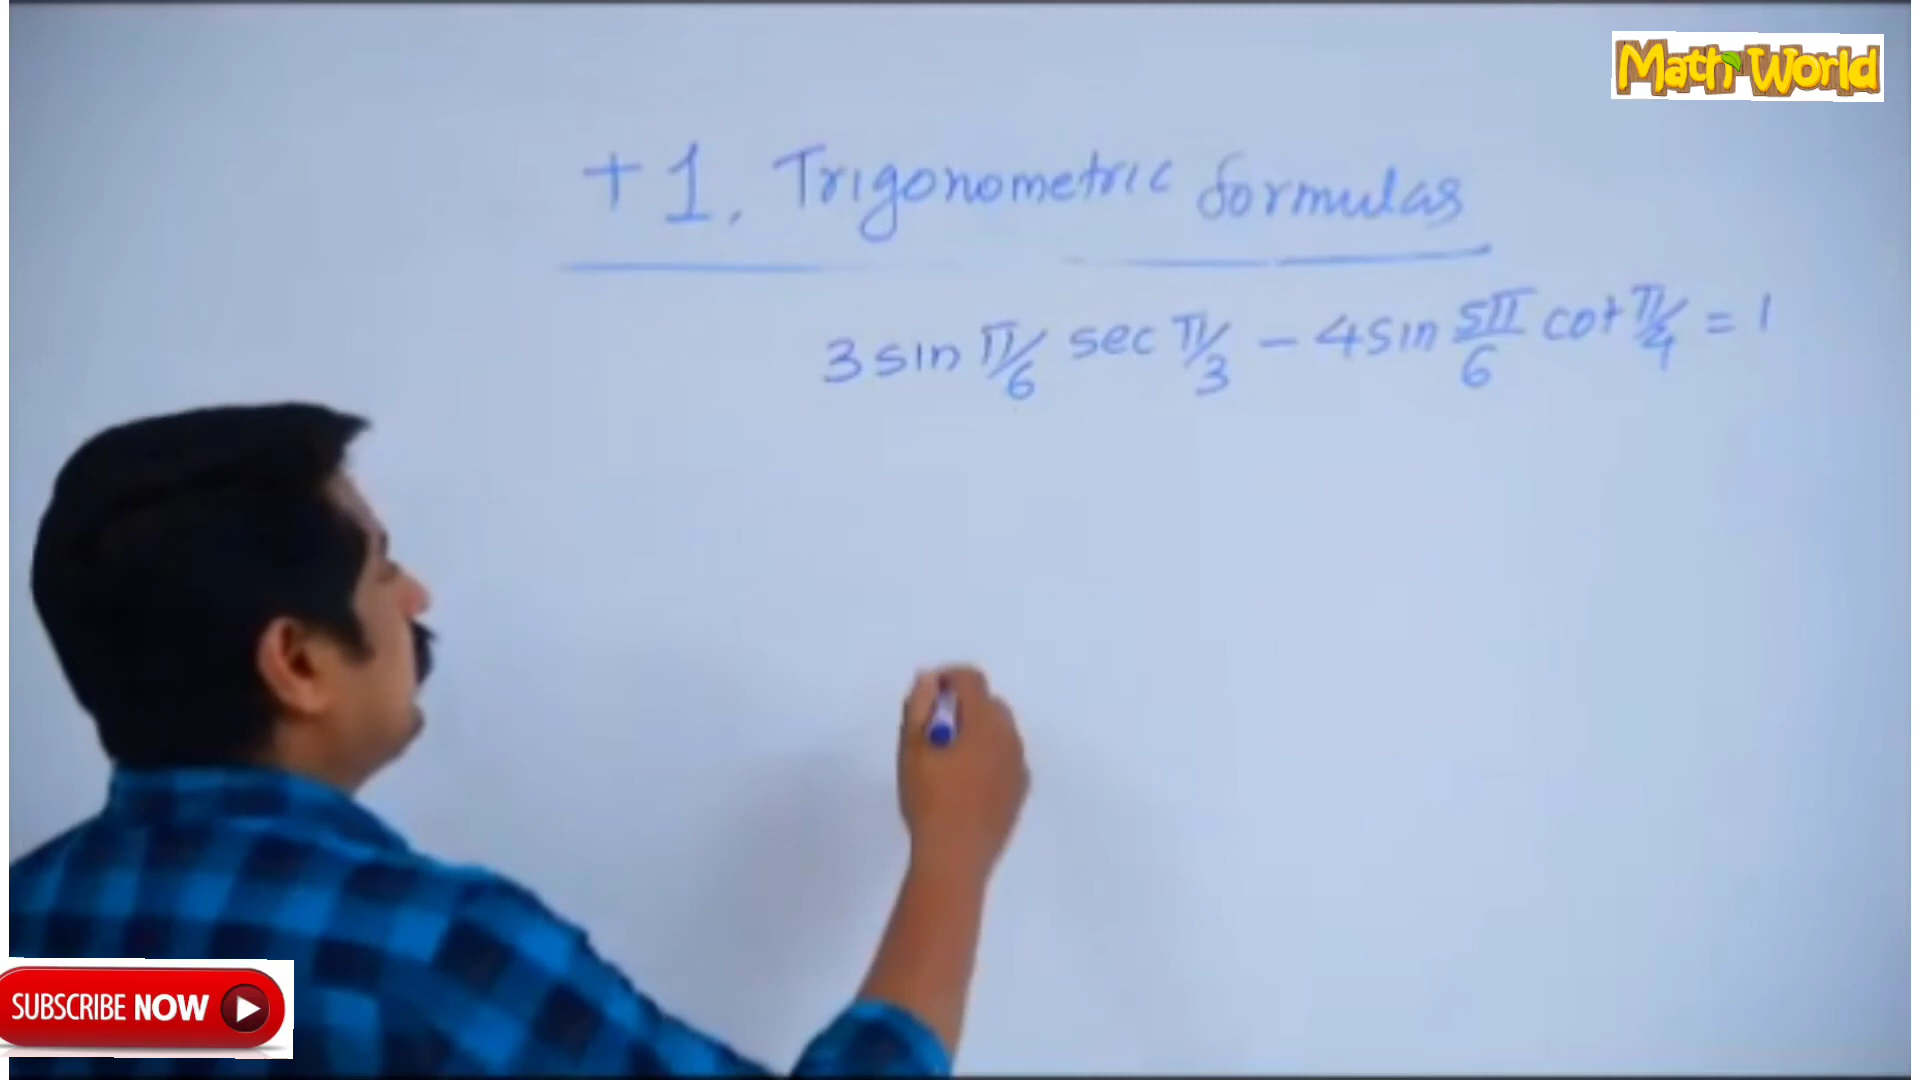 Math World
+1, Trigonometric formulas
3 sin π/6 sec π/3 − 4 sin 5π/6 cot π/4 = 1
SUBSCRIBE NOW